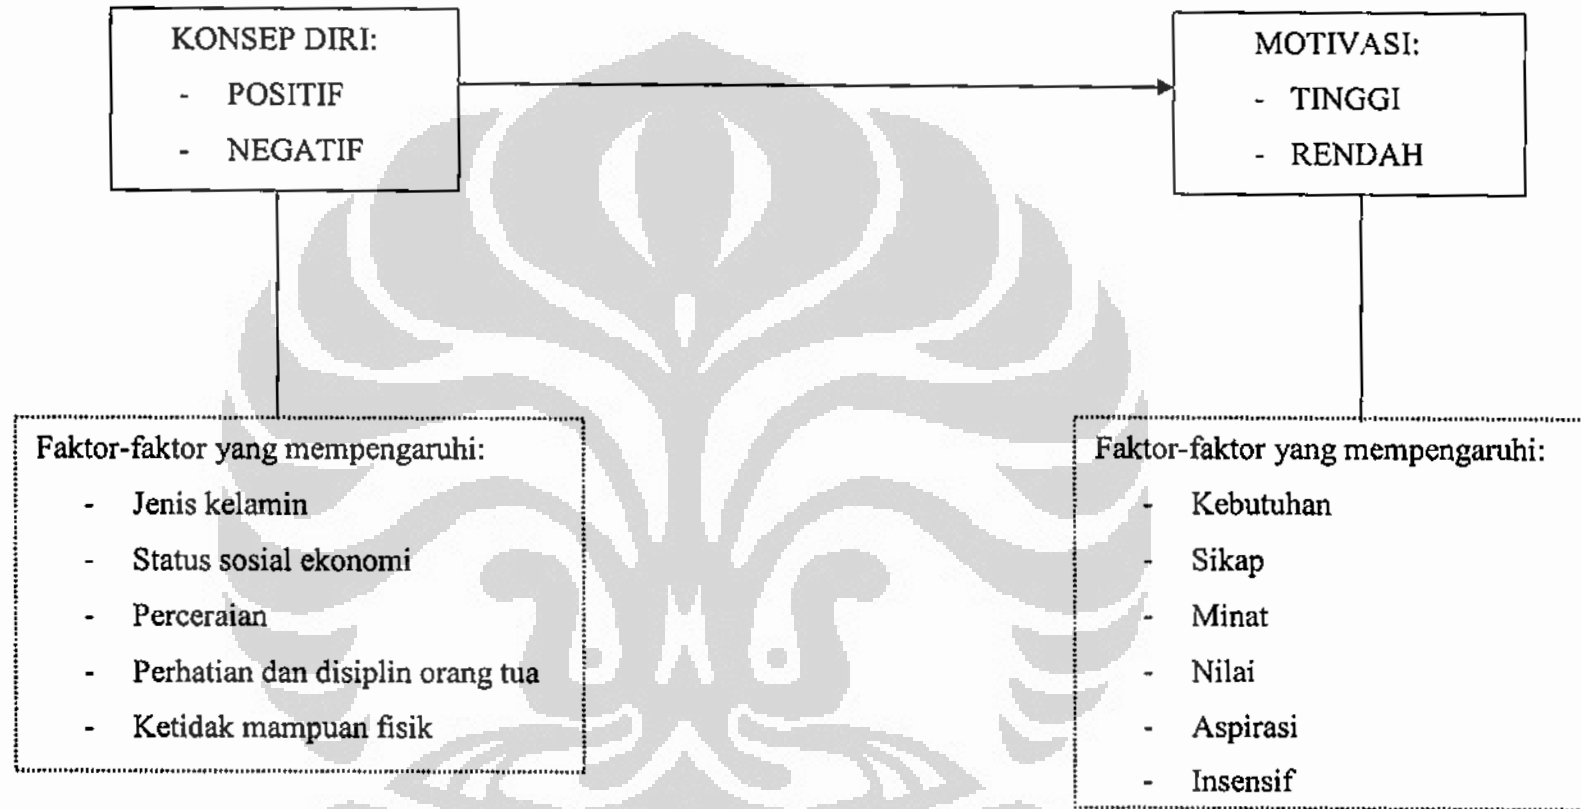 KONSEP DIRI:
- POSITIF
- NEGATIF
MOTIVASI:
- TINGGI
- RENDAH
Faktor-faktor yang mempengaruhi:
- Jenis kelamin
- Status sosial ekonomi
- Perceraian
- Perhatian dan disiplin orang tua
- Ketidak mampuan fisik
Faktor-faktor yang mempengaruhi:
- Kebutuhan
- Sikap
- Minat
- Nilai
- Aspirasi
- Insensif